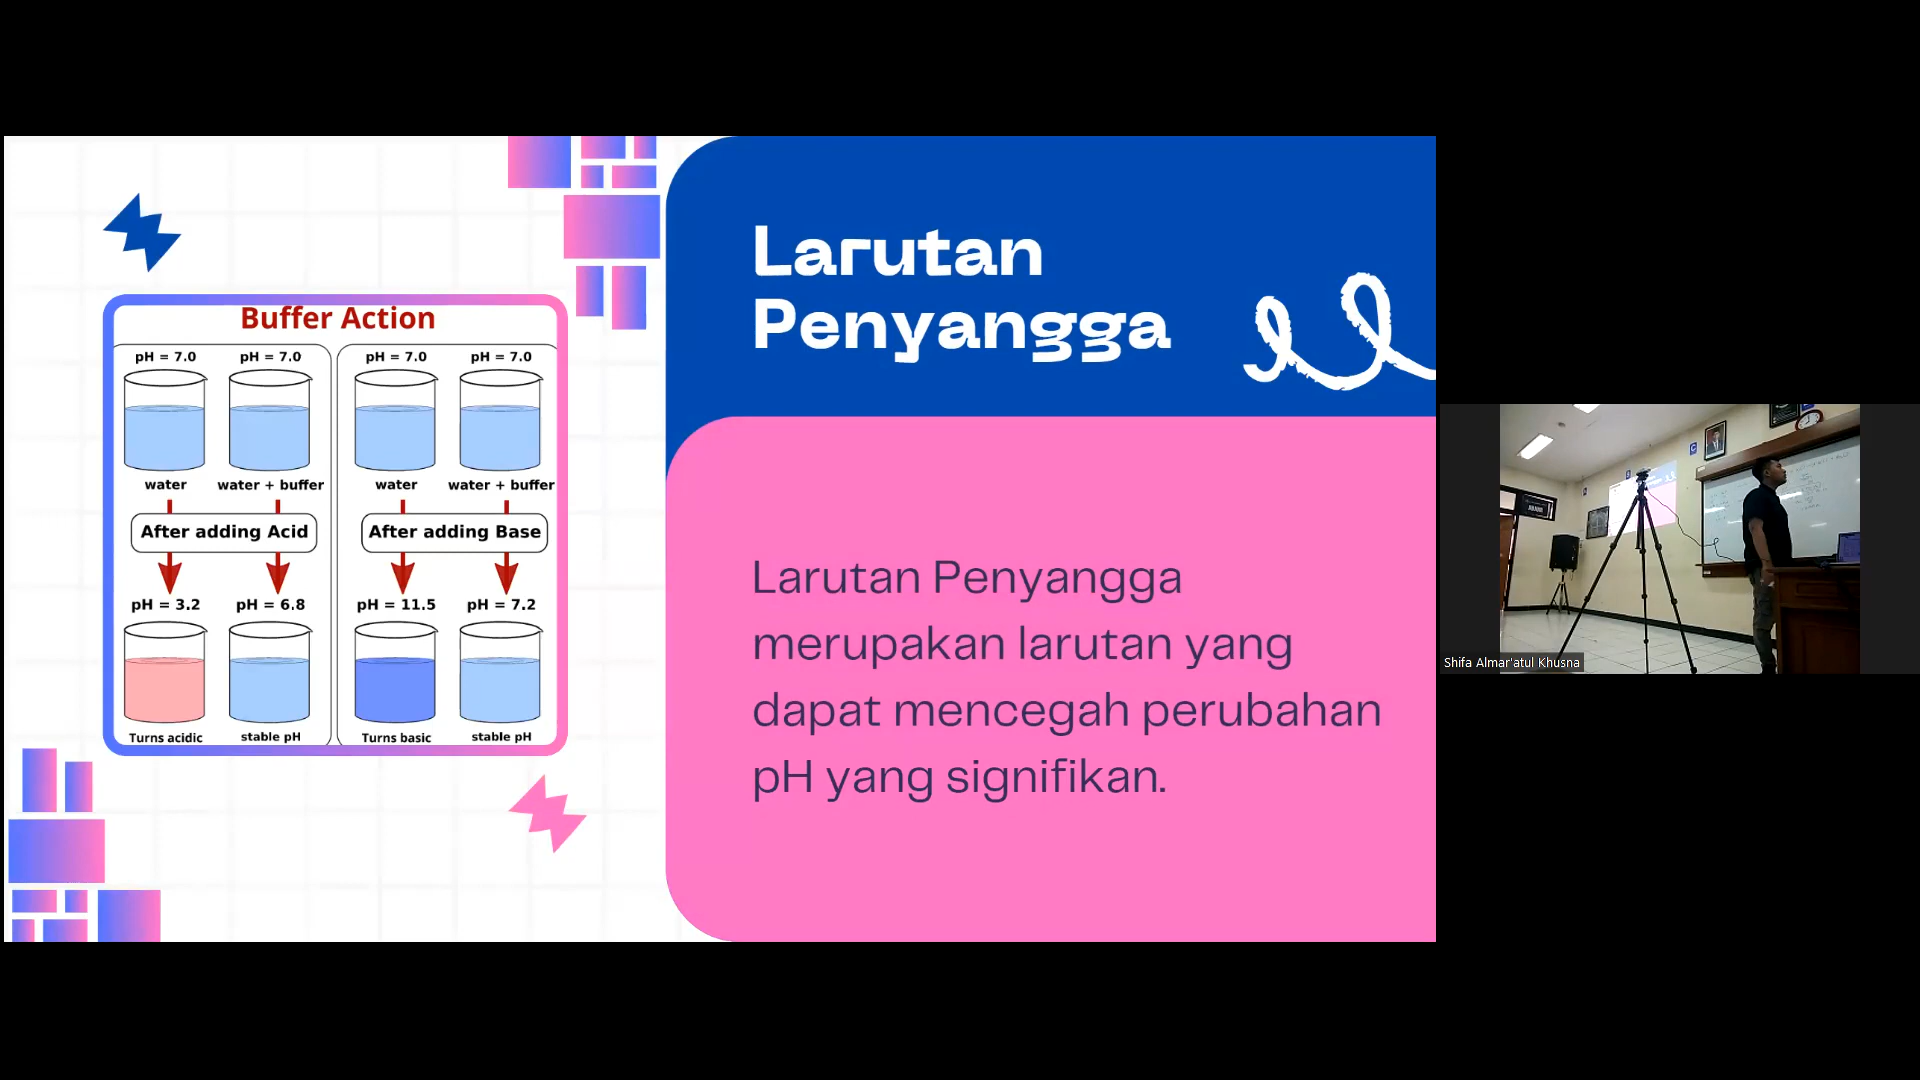 Buffer Action
pH = 7.0 pH = 7.0 pH = 7.0 pH = 7.0
water water + buffer water water + buffer
After adding Acid After adding Base
pH = 3.2 pH = 6.8 pH = 11.5 pH = 7.2
Turns acidic stable pH Turns basic stable pH
Larutan
Penyangga
Larutan Penyangga
merupakan larutan yang
dapat mencegah perubahan
pH yang signifikan.
Shifa Almar'atul Khusna